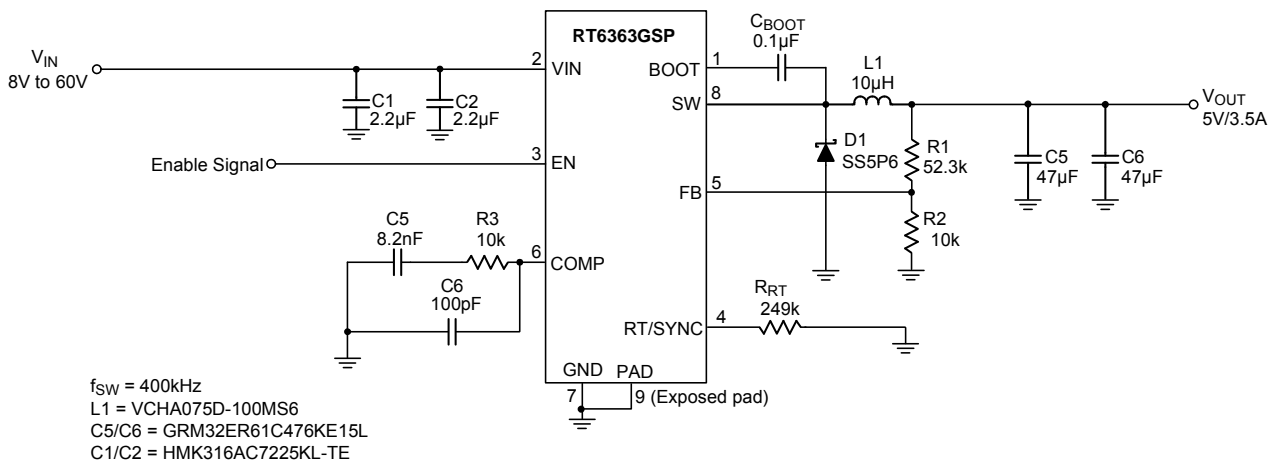 RT6363GSP
V_IN
8V to 60V
2
VIN
C1
2.2µF
C2
2.2µF
Enable Signal
3
EN
C5
8.2nF
R3
10k
6
COMP
C6
100pF
C_BOOT
0.1µF
1
BOOT
L1
10µH
8
SW
D1
SS5P6
R1
52.3k
C5
47µF
C6
47µF
V_OUT
5V/3.5A
5
FB
R2
10k
R_RT
249k
4
RT/SYNC
GND
PAD
7
9 (Exposed pad)
f_SW = 400kHz
L1 = VCHA075D-100MS6
C5/C6 = GRM32ER61C476KE15L
C1/C2 = HMK316AC7225KL-TE